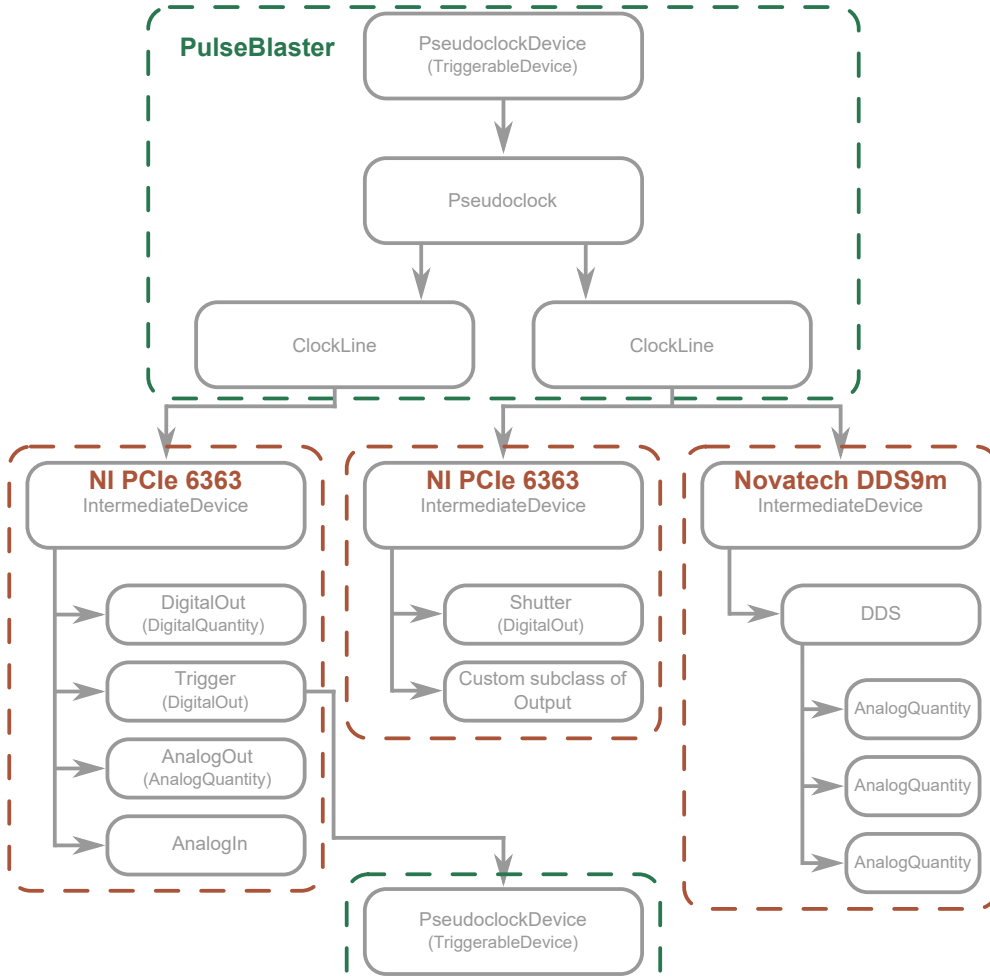 PulseBlaster
PseudoclockDevice
(TriggerableDevice)
Pseudoclock
ClockLine
ClockLine
NI PCIe 6363
IntermediateDevice
DigitalOut
(DigitalQuantity)
Trigger
(DigitalOut)
AnalogOut
(AnalogQuantity)
AnalogIn
NI PCIe 6363
IntermediateDevice
Shutter
(DigitalOut)
Custom subclass of
Output
Novatech DDS9m
IntermediateDevice
DDS
AnalogQuantity
AnalogQuantity
AnalogQuantity
PseudoclockDevice
(TriggerableDevice)